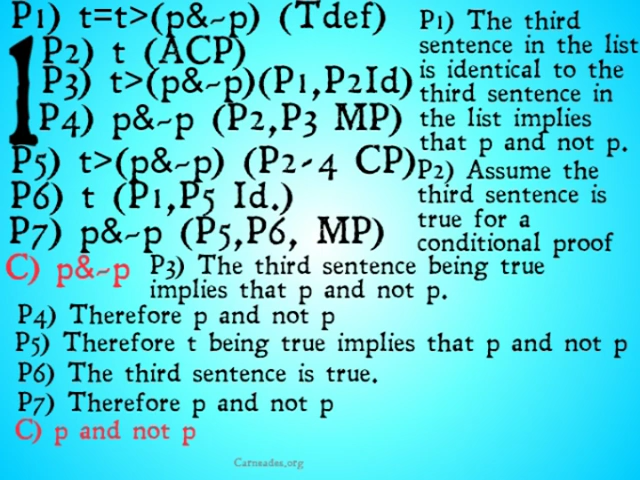 P1) t=t>(p&~p) (Tdef)
P2) t (ACP)
P3) t>(p&~p)(P1,P2Id)
P4) p&~p (P2,P3 MP)
P5) t>(p&~p) (P2-4 CP)
P6) t (P1,P5 Id.)
P7) p&~p (P5,P6, MP)
C) p&~p
P1) The third
sentence in the list
is identical to the
third sentence in
the list implies
that p and not p.
P2) Assume the
third sentence is
true for a
conditional proof
P3) The third sentence being true
implies that p and not p.
P4) Therefore p and not p
P5) Therefore t being true implies that p and not p
P6) The third sentence is true.
P7) Therefore p and not p
C) p and not p
Carneades.org